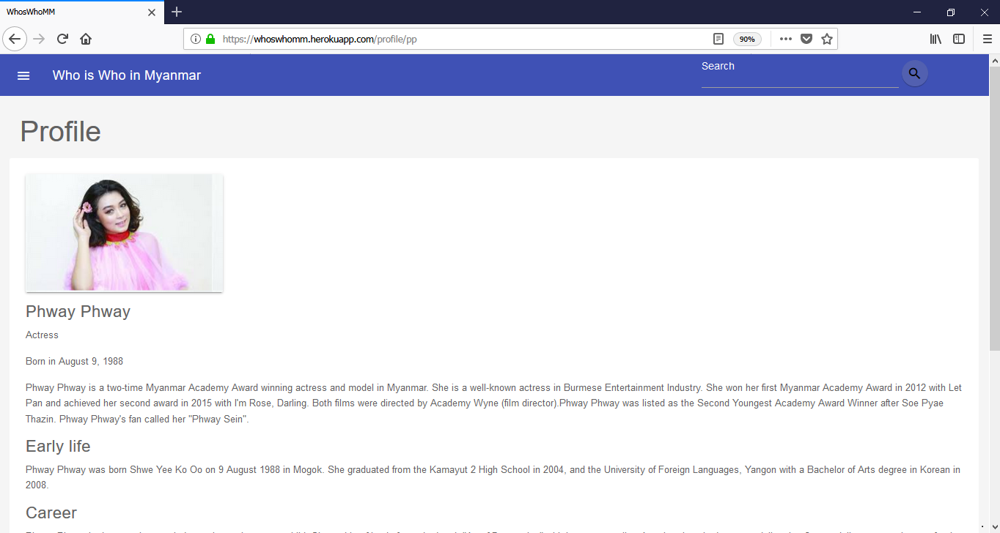 WhosWhoMM
https://whoswhomm.herokuapp.com/profile/pp
90%
Who is Who in Myanmar
Search
Profile
Phway Phway
Actress
Born in August 9, 1988
Phway Phway is a two-time Myanmar Academy Award winning actress and model in Myanmar. She is a well-known actress in Burmese Entertainment Industry. She won her first Myanmar Academy Award in 2012 with Let
Pan and achieved her second award in 2015 with I'm Rose, Darling. Both films were directed by Academy Wyne (film director).Phway Phway was listed as the Second Youngest Academy Award Winner after Soe Pyae
Thazin. Phway Phway's fan called her "Phway Sein".
Early life
Phway Phway was born Shwe Yee Ko Oo on 9 August 1988 in Mogok. She graduated from the Kamayut 2 High School in 2004, and the University of Foreign Languages, Yangon with a Bachelor of Arts degree in Korean in
2008.
Career